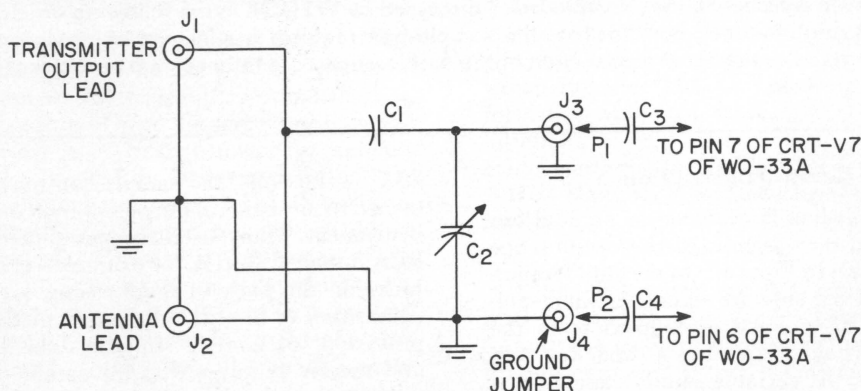 J1
TRANSMITTER
OUTPUT
LEAD
C1
J3
C3
P1
TO PIN 7 OF CRT-V7
OF WO-33A
C2
ANTENNA
LEAD
J2
P2
C4
J4
TO PIN 6 OF CRT-V7
OF WO-33A
GROUND
JUMPER